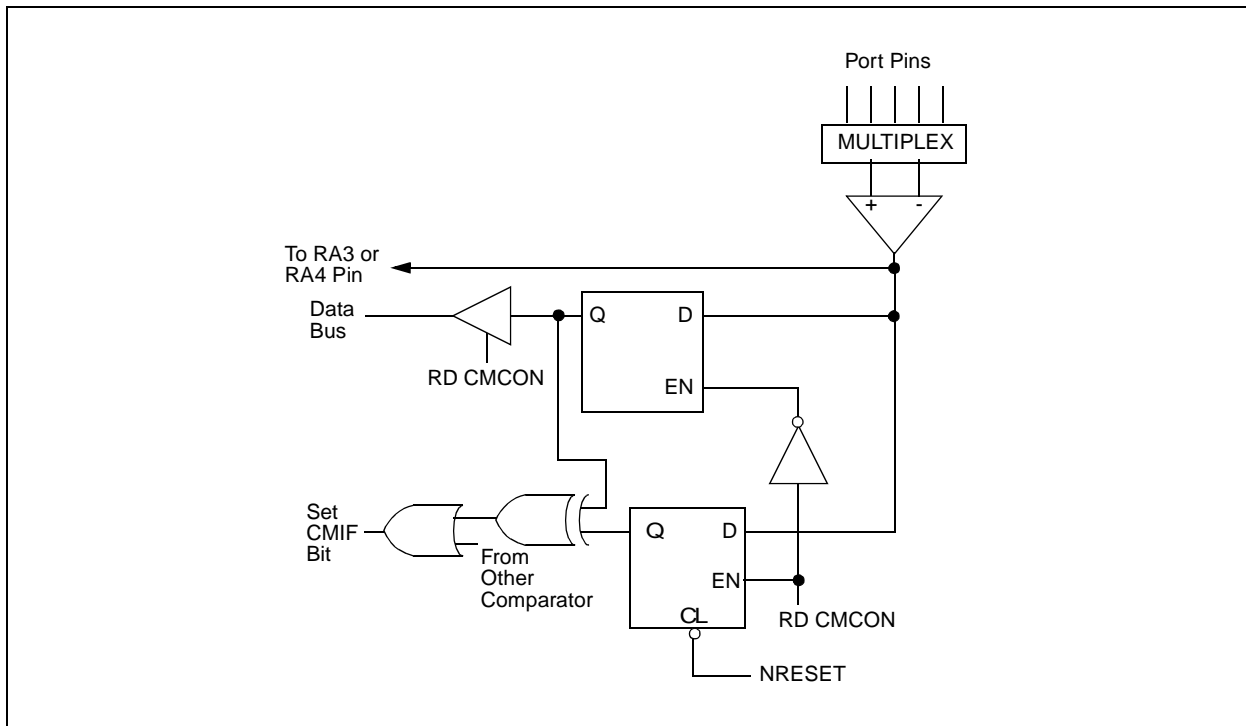 Port Pins
MULTIPLEX
+ -
To RA3 or
RA4 Pin
Data
Bus
Q D
RD CMCON
EN
Set
CMIF
Bit
Q D
From
Other
Comparator
EN
CL
RD CMCON
NRESET